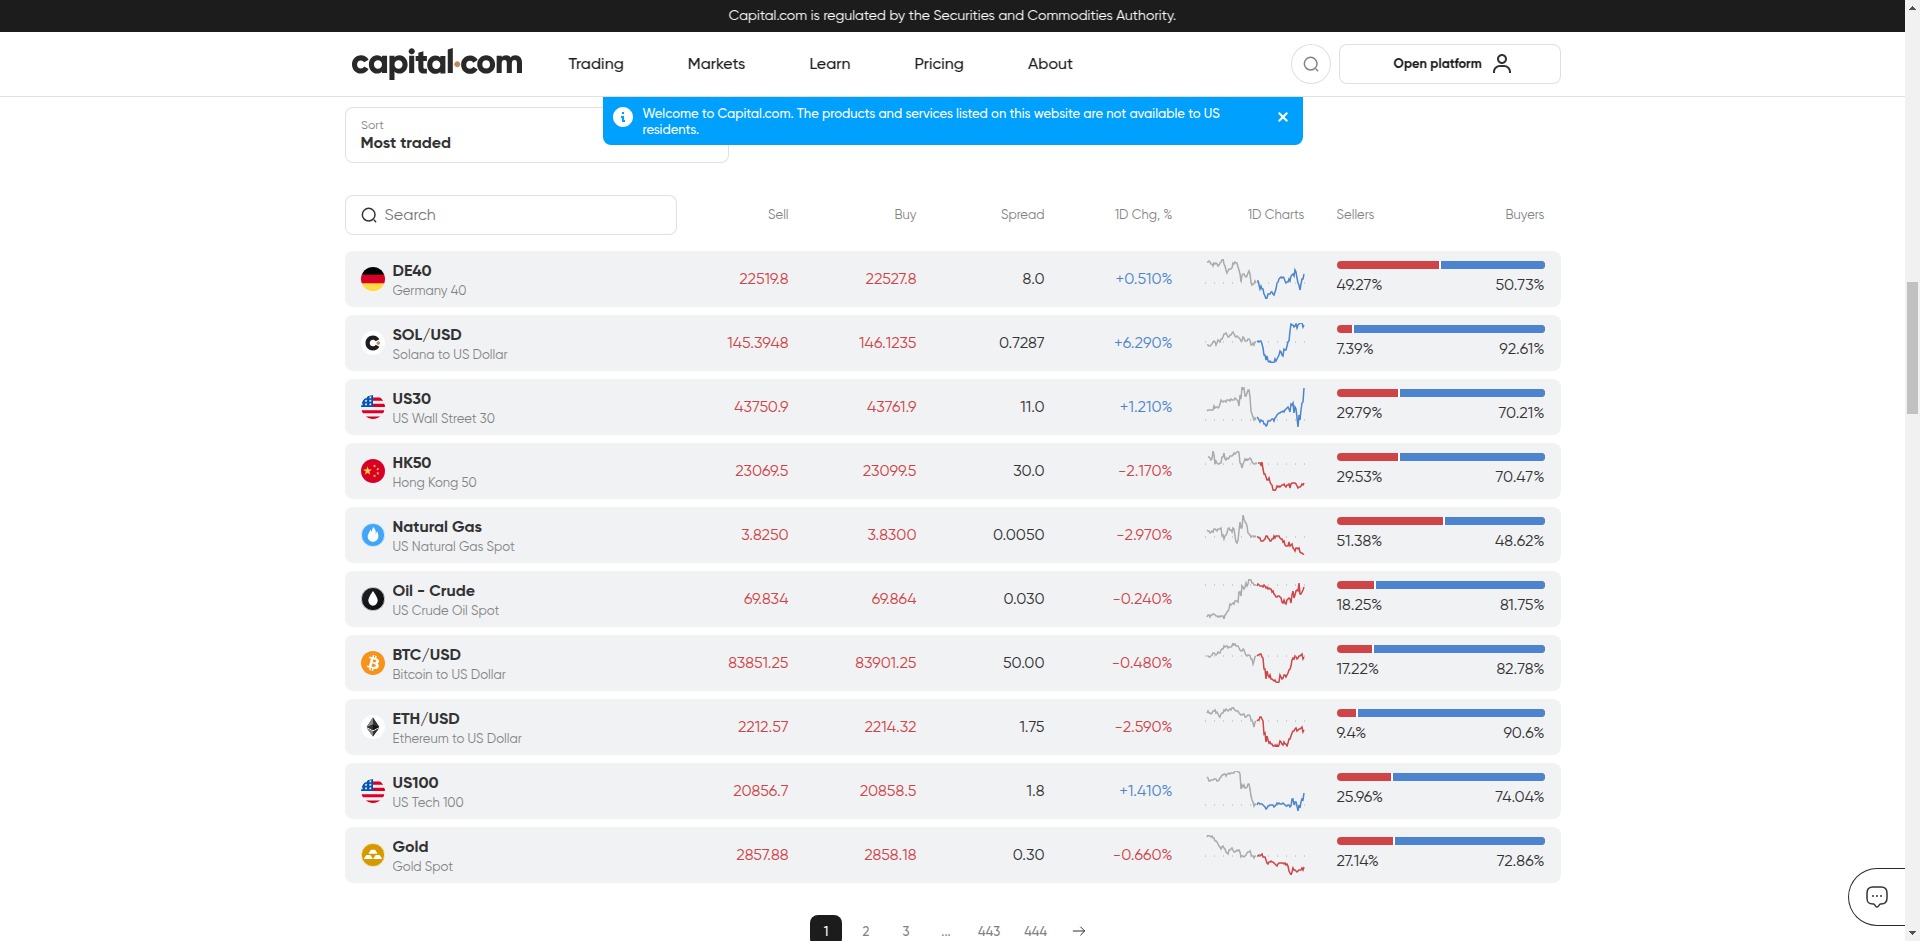 Capital.com is regulated by the Securities and Commodities Authority.
capital.com Trading Markets Learn Pricing About Open platform
Welcome to Capital.com. The products and services listed on this website are not available to US
residents.
Sort
Most traded
Search Sell Buy Spread 1D Chg, % 1D Charts Sellers Buyers
DE40
Germany 40
22519.8 22527.8 8.0 +0.510% 49.27% 50.73%
SOL/USD
Solana to US Dollar
145.3948 146.1235 0.7287 +6.290% 7.39% 92.61%
US30
US Wall Street 30
43750.9 43761.9 11.0 +1.210% 29.79% 70.21%
HK50
Hong Kong 50
23069.5 23099.5 30.0 -2.170% 29.53% 70.47%
Natural Gas
US Natural Gas Spot
3.8250 3.8300 0.0050 -2.970% 51.38% 48.62%
Oil - Crude
US Crude Oil Spot
69.834 69.864 0.030 -0.240% 18.25% 81.75%
BTC/USD
Bitcoin to US Dollar
83851.25 83901.25 50.00 -0.480% 17.22% 82.78%
ETH/USD
Ethereum to US Dollar
2212.57 2214.32 1.75 -2.590% 9.4% 90.6%
US100
US Tech 100
20856.7 20858.5 1.8 +1.410% 25.96% 74.04%
Gold
Gold Spot
2857.88 2858.18 0.30 -0.660% 27.14% 72.86%
1 2 3 ... 443 444